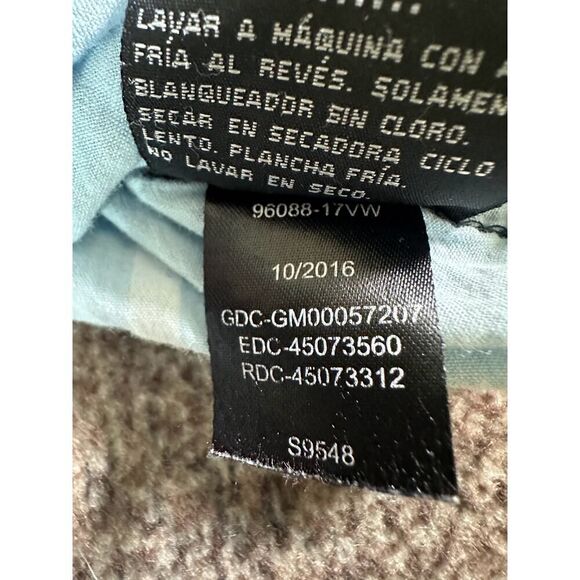 LAVAR A MÁQUINA CON
FRÍA AL REVÉS. SOLAMEN
BLANQUEADOR SIN CLORO.
SECAR EN SECADORA CICLO
LENTO. PLANCHA FRÍA.
NO LAVAR EN SECO.
96088-17VW
10/2016
GDC-GM00057207
EDC-45073560
RDC-45073312
S9548